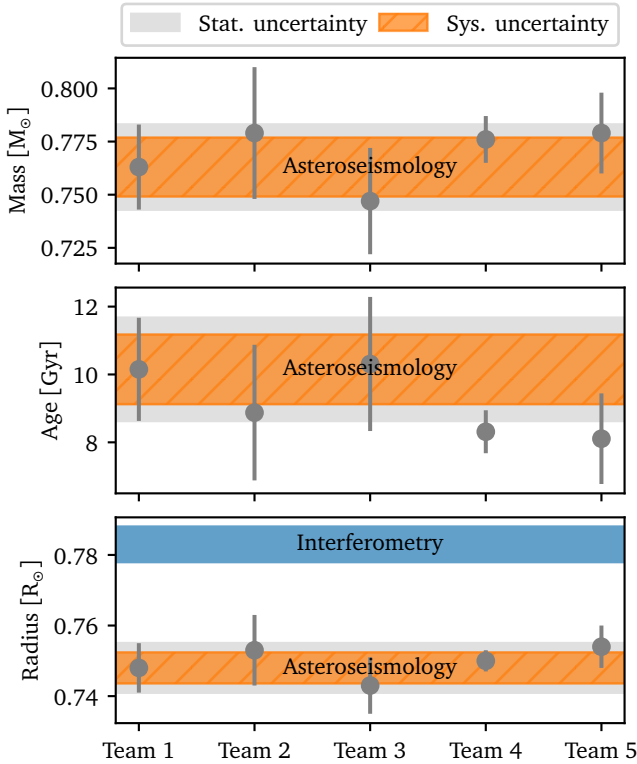 Stat. uncertainty Sys. uncertainty
0.800
0.775
0.750
0.725
Mass [M⊙]
Asteroseismology
12
10
8
Age [Gyr]
Asteroseismology
0.78
0.76
0.74
Radius [R⊙]
Interferometry
Asteroseismology
Team 1 Team 2 Team 3 Team 4 Team 5